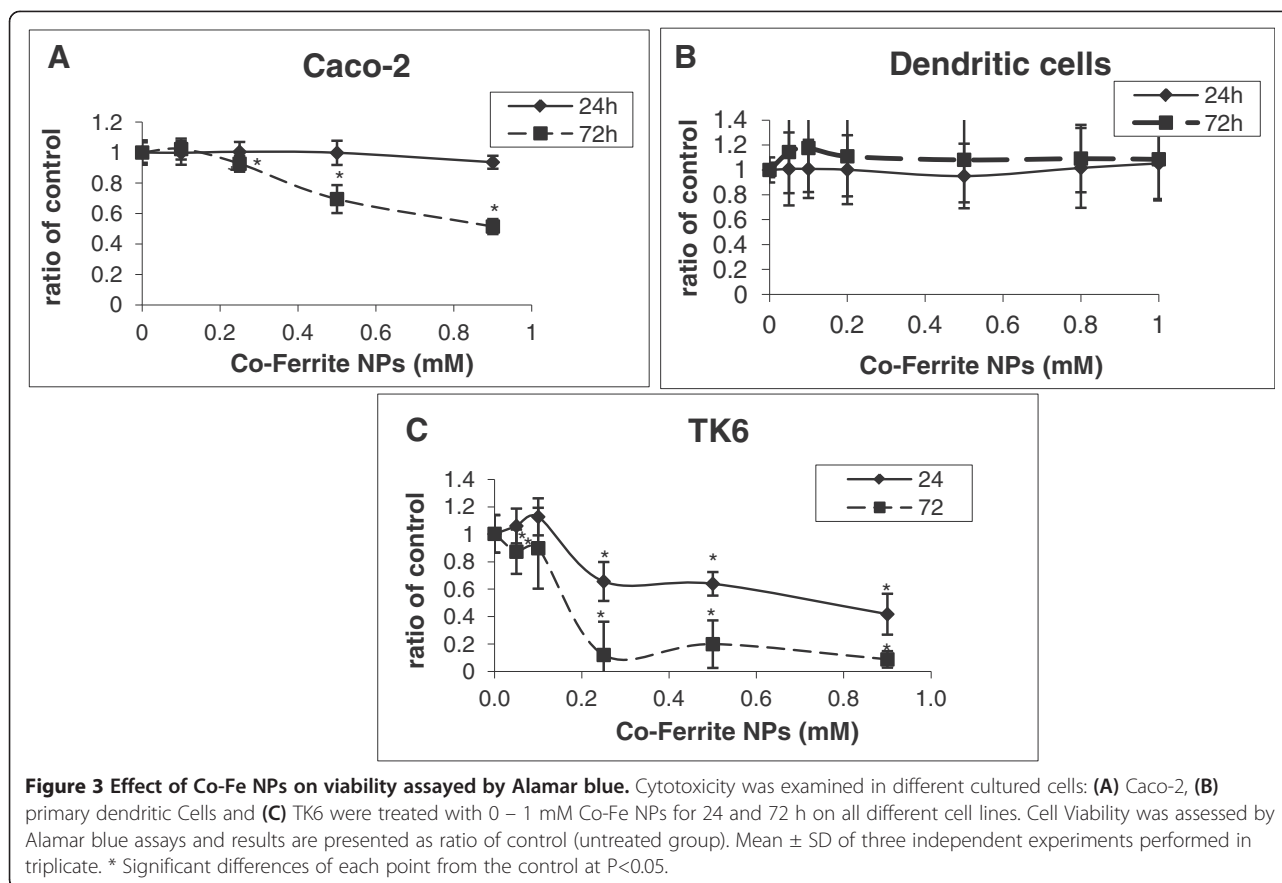 A
Caco-2
24h
72h
ratio of control
1.2
1
0.8
0.6
0.4
0.2
0
*
*
*
0
0.2
0.4
0.6
0.8
1
Co-Ferrite NPs (mM)
B
Dendritic cells
24h
72h
ratio of control
1.4
1.2
1
0.8
0.6
0.4
0.2
0
0
0.2
0.4
0.6
0.8
1
Co-Ferrite NPs (mM)
C
TK6
24
72
ratio of control
1.4
1.2
1
0.8
0.6
0.4
0.2
0
*
*
*
*
*
*
*
*
0.0
0.2
0.4
0.6
0.8
1.0
Co-Ferrite NPs (mM)
Figure 3 Effect of Co-Fe NPs on viability assayed by Alamar blue. Cytotoxicity was examined in different cultured cells: (A) Caco-2, (B)
primary dendritic Cells and (C) TK6 were treated with 0 – 1 mM Co-Fe NPs for 24 and 72 h on all different cell lines. Cell Viability was assessed by
Alamar blue assays and results are presented as ratio of control (untreated group). Mean ± SD of three independent experiments performed in
triplicate. * Significant differences of each point from the control at P<0.05.